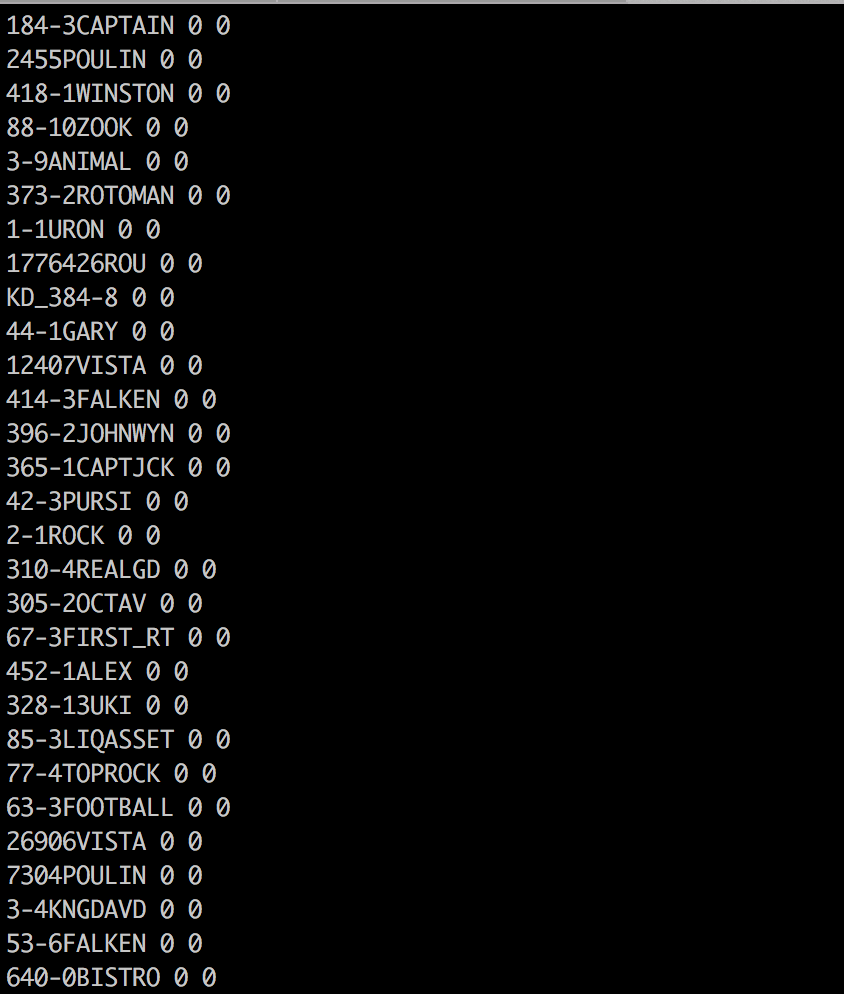 184-3CAPTAIN 0 0
2455POULIN 0 0
418-1WINSTON 0 0
88-10ZOOK 0 0
3-9ANIMAL 0 0
373-2ROTOMAN 0 0
1-1URON 0 0
1776426ROU 0 0
KD_384-8 0 0
44-1GARY 0 0
12407VISTA 0 0
414-3FALKEN 0 0
396-2JOHNWYN 0 0
365-1CAPTJCK 0 0
42-3PURSI 0 0
2-1ROCK 0 0
310-4REALGD 0 0
305-2OCTAV 0 0
67-3FIRST_RT 0 0
452-1ALEX 0 0
328-13UKI 0 0
85-3LIQASSET 0 0
77-4TOPROCK 0 0
63-3FOOTBALL 0 0
26906VISTA 0 0
7304POULIN 0 0
3-4KNGDAVD 0 0
53-6FALKEN 0 0
640-0BISTRO 0 0